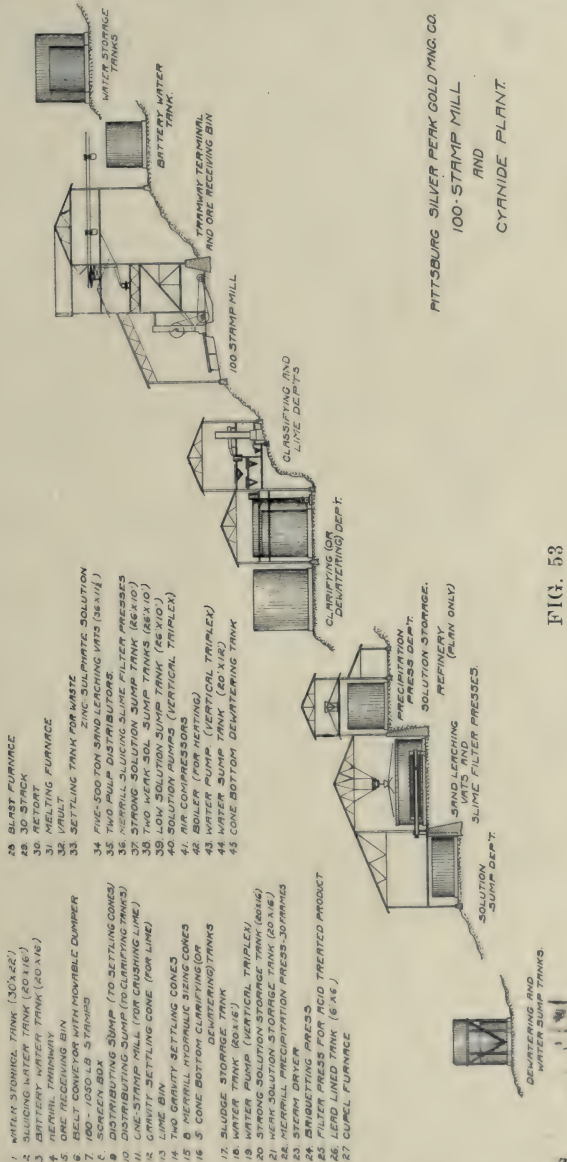 1 WATER STORAGE TANK (30'X22')
2 SLUICING WATER TANK (20'X16')
3 BATTERY WATER TANK (20'X16')
4 AERIAL TRAMWAY
5. ORE RECEIVING BIN
6. BELT CONVEYOR WITH MOVABLE DUMPER
7. 100-1050 LB STAMPS
8. SCREEN BOX
9 DISTRIBUTING SUMP (TO SETTLING CONES)
10. DISTRIBUTING SUMP (TO CLARIFYING TANKS)
11. ONE-STAMP MILL (FOR CRUSHING LIME)
12 GRAVITY SETTLING CONE (FOR LIME)
13 LIME BIN
14 TWO GRAVITY SETTLING CONES
15 8 MERRILL HYDRAULIC SIZING CONES
16 5 CONE BOTTOM CLARIFYING (OR
DEWATERING) TANKS
17. SLUDGE STORAGE TANK
18. WATER TANK (20X16')
19 WATER PUMP (VERTICAL TRIPLEX)
20 STRONG SOLUTION STORAGE TANK (20X16)
21 WEAK SOLUTION STORAGE TANK (20 X16)
22 MERRILL PRECIPITATION PRESS-30 FRAMES
23 STEAM DRYER
24 BRIQUETTING PRESS
25 FILTER PRESS FOR ACID TREATED PRODUCT
26. LEAD LINED TANK (6'X6')
27 CUPEL FURNACE
28 BLAST FURNACE
29. 30 STACK
30. RETORT
31 MELTING FURNACE
32. VAULT
33. SETTLING TANK FOR WASTE
ZINC SULPHATE SOLUTION
34 FIVE-500 TON SAND LEACHING VATS (36X11½)
35. TWO PULP DISTRIBUTORS.
36. MERRILL SLUICING SLIME FILTER PRESSES
37. STRONG SOLUTION SUMP TANK (26'X10')
38. TWO WEAK SOL SUMP TANKS (26'X10')
39. LOW SOLUTION SUMP TANK (26'X10')
40. SOLUTION PUMPS (VERTICAL TRIPLEX)
41. AIR COMPRESSORS
42. BOILER (FOR HEATING)
43. WATER PUMP. (VERTICAL TRIPLEX)
44 WATER SUMP TANK (20'X12')
45 CONE BOTTOM DEWATERING TANK
WATER STORAGE
TANKS
BATTERY WATER
TANK.
TRAMWAY TERMINAL
AND ORE RECEIVING BIN
100 STAMP MILL
CLASSIFYING AND
LIME DEPTS
CLARIFYING (OR
DEWATERING) DEPT.
PRECIPITATION
PRESS DEPT.
SOLUTION STORAGE.
REFINERY
(PLAN ONLY)
SAND LEACHING
VATS AND
SLIME FILTER PRESSES.
SOLUTION
SUMP DEPT.
DEWATERING AND
WATER SUMP TANKS.
PITTSBURG SILVER PEAK GOLD MNG. CO.
100-STAMP MILL
AND
CYANIDE PLANT.
FIG. 53